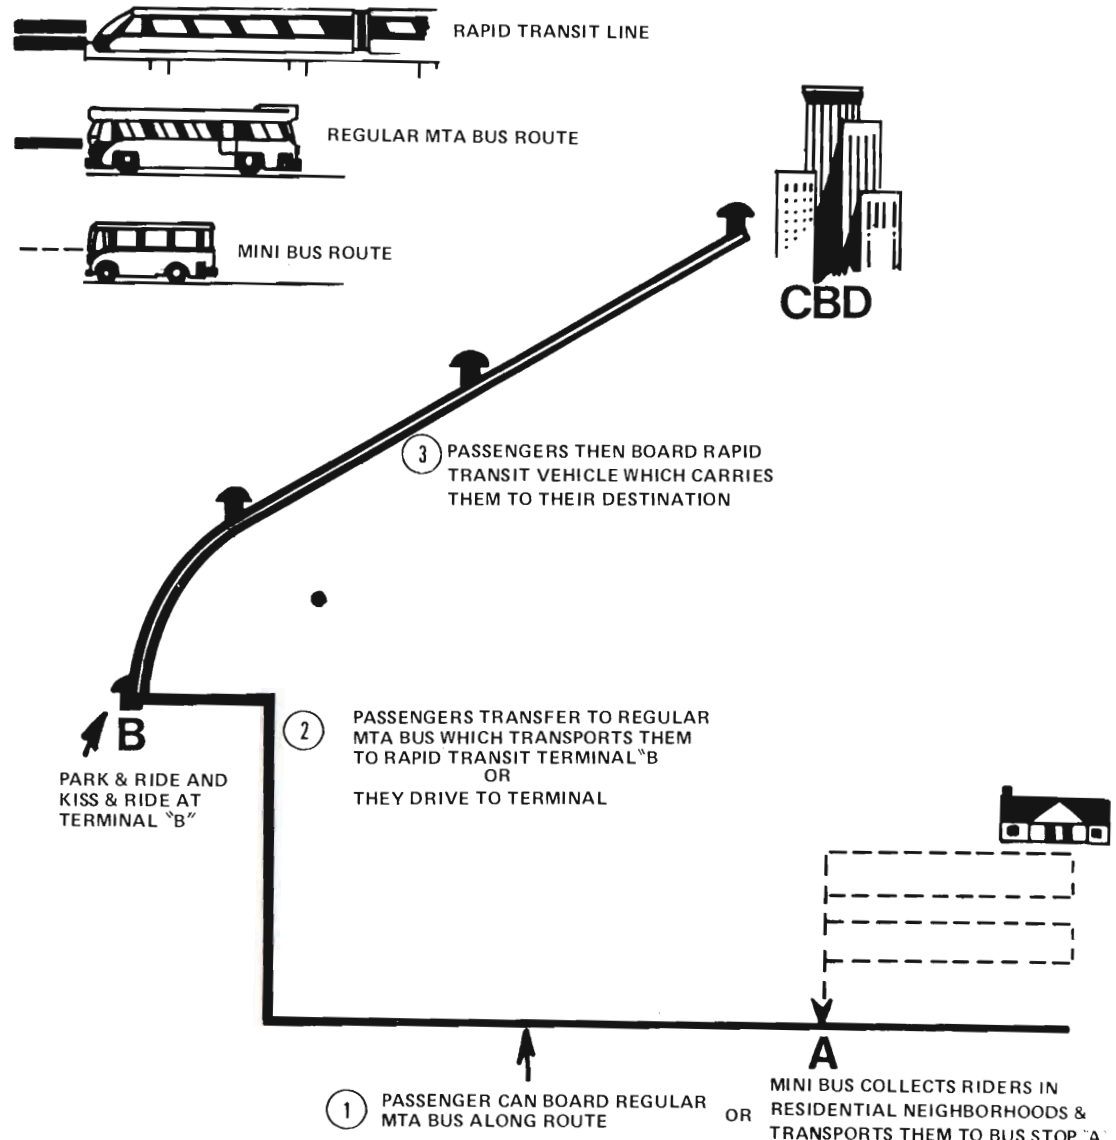 RAPID TRANSIT LINE
REGULAR MTA BUS ROUTE
MINI BUS ROUTE
CBD
3 PASSENGERS THEN BOARD RAPID
TRANSIT VEHICLE WHICH CARRIES
THEM TO THEIR DESTINATION
B
PARK & RIDE AND
KISS & RIDE AT
TERMINAL "B"
2 PASSENGERS TRANSFER TO REGULAR
MTA BUS WHICH TRANSPORTS THEM
TO RAPID TRANSIT TERMINAL "B
OR
THEY DRIVE TO TERMINAL
A
1 PASSENGER CAN BOARD REGULAR
MTA BUS ALONG ROUTE
OR
MINI BUS COLLECTS RIDERS IN
RESIDENTIAL NEIGHBORHOODS &
TRANSPORTS THEM TO BUS STOP "A